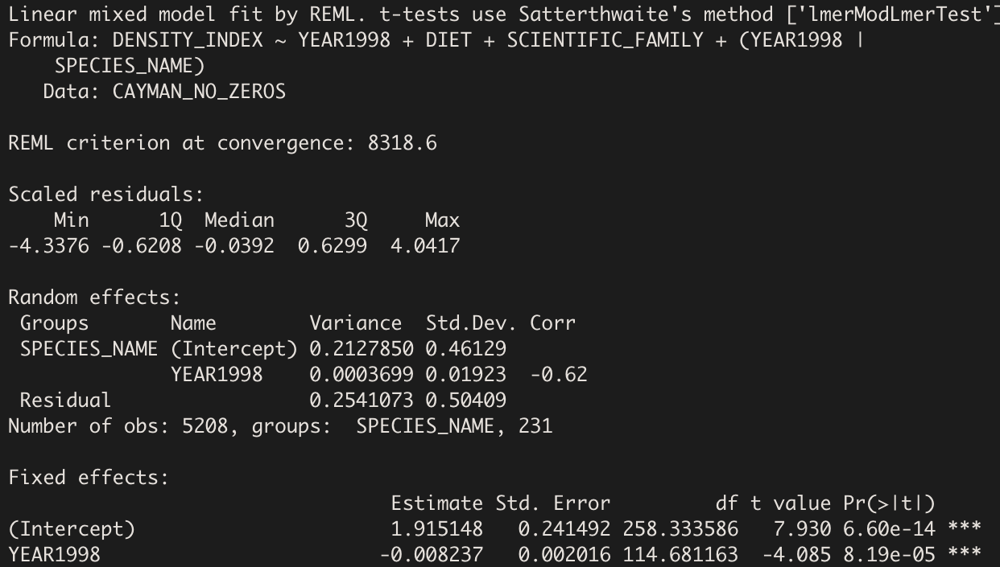 Linear mixed model fit by REML. t-tests use Satterthwaite's method ['lmerModLmerTest']
Formula: DENSITY_INDEX ~ YEAR1998 + DIET + SCIENTIFIC_FAMILY + (YEAR1998 |
    SPECIES_NAME)
   Data: CAYMAN_NO_ZEROS

REML criterion at convergence: 8318.6

Scaled residuals:
    Min      1Q  Median      3Q     Max
-4.3376 -0.6208 -0.0392  0.6299  4.0417

Random effects:
 Groups       Name        Variance  Std.Dev. Corr
 SPECIES_NAME (Intercept) 0.2127850 0.46129
              YEAR1998    0.0003699 0.01923  -0.62
 Residual                 0.2541073 0.50409
Number of obs: 5208, groups:  SPECIES_NAME, 231

Fixed effects:
                                 Estimate Std. Error         df t value Pr(>|t|)
(Intercept)                      1.915148   0.241492 258.333586   7.930 6.60e-14 ***
YEAR1998                        -0.008237   0.002016 114.681163  -4.085 8.19e-05 ***